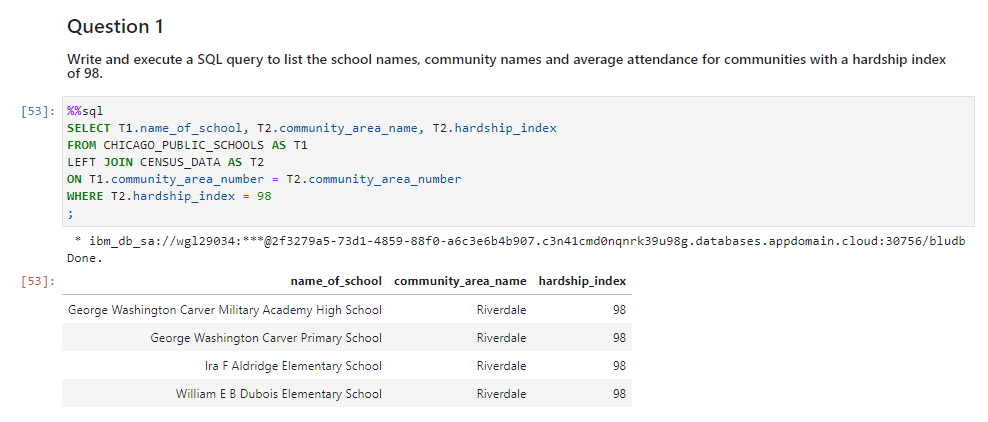 Question 1
Write and execute a SQL query to list the school names, community names and average attendance for communities with a hardship index
of 98.
[53]: %%sql
SELECT T1.name_of_school, T2.community_area_name, T2.hardship_index
FROM CHICAGO_PUBLIC_SCHOOLS AS T1
LEFT JOIN CENSUS_DATA AS T2
ON T1.community_area_number = T2.community_area_number
WHERE T2.hardship_index = 98
;
* ibm_db_sa://wgl29034:***@2f3279a5-73d1-4859-88f0-a6c3e6b4b907.c3n41cmd0nqnrk39u98g.databases.appdomain.cloud:30756/bludb
Done.
[53]: name_of_school community_area_name hardship_index
George Washington Carver Military Academy High School Riverdale 98
George Washington Carver Primary School Riverdale 98
Ira F Aldridge Elementary School Riverdale 98
William E B Dubois Elementary School Riverdale 98